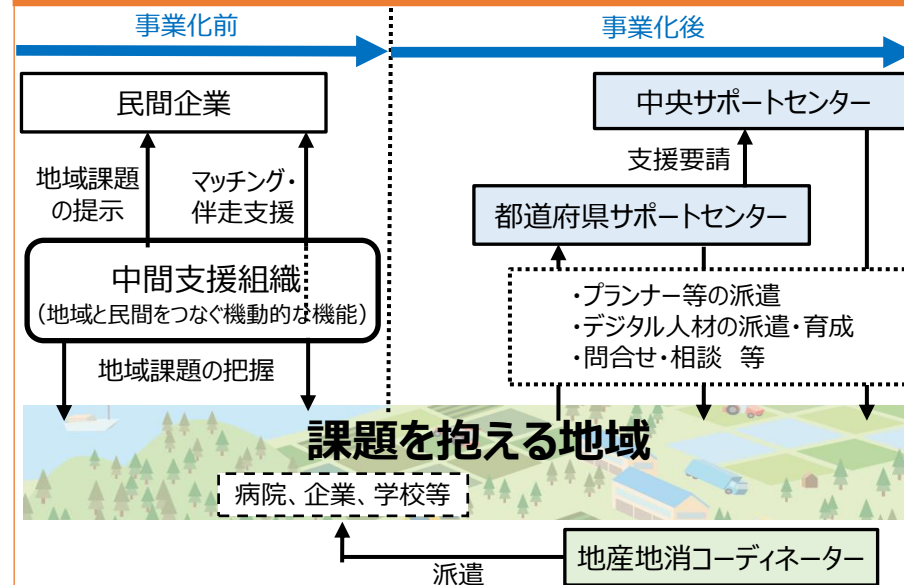 事業化前
事業化後
民間企業
中央サポートセンター
地域課題
の提示
マッチング・
伴走支援
支援要請
都道府県サポートセンター
中間支援組織
（地域と民間をつなぐ機動的な機能）
・プランナー等の派遣
・デジタル人材の派遣・育成
・問合せ・相談　等
地域課題の把握
課題を抱える地域
病院、企業、学校等
派遣
地産地消コーディネーター